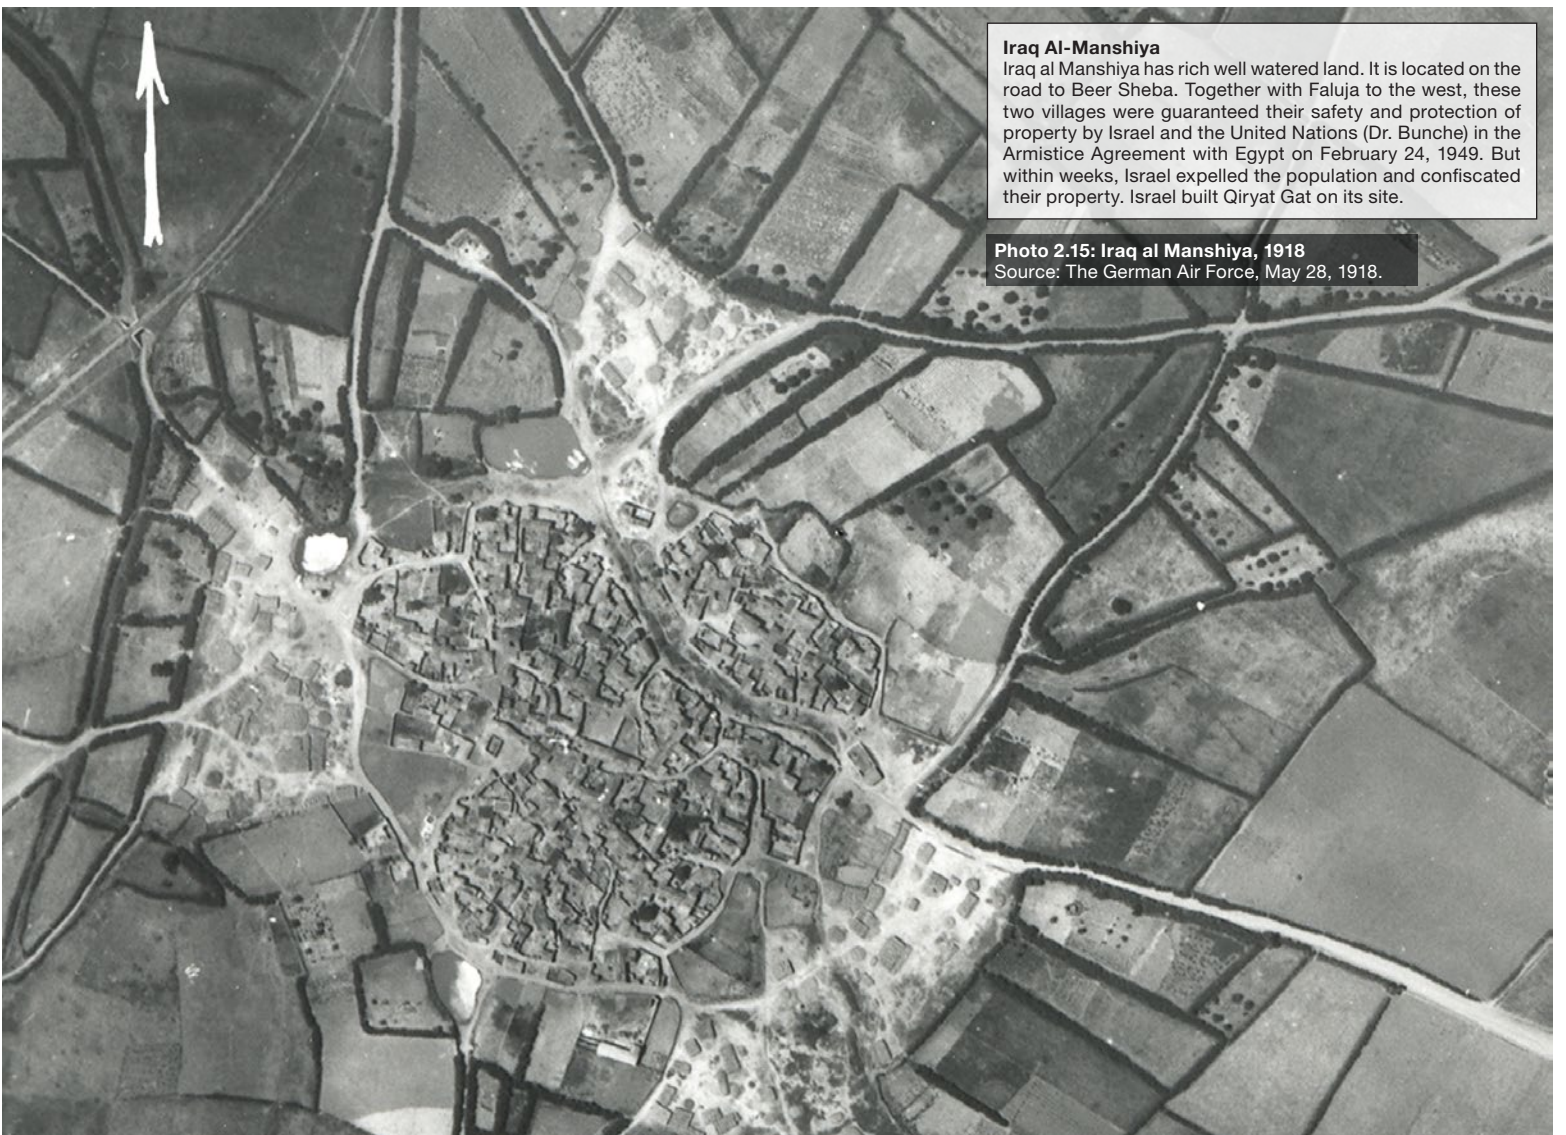 Iraq Al-Manshiya
Iraq al Manshiya has rich well watered land. It is located on the
road to Beer Sheba. Together with Faluja to the west, these
two villages were guaranteed their safety and protection of
property by Israel and the United Nations (Dr. Bunche) in the
Armistice Agreement with Egypt on February 24, 1949. But
within weeks, Israel expelled the population and confiscated
their property. Israel built Qiryat Gat on its site.
Photo 2.15: Iraq al Manshiya, 1918
Source: The German Air Force, May 28, 1918.